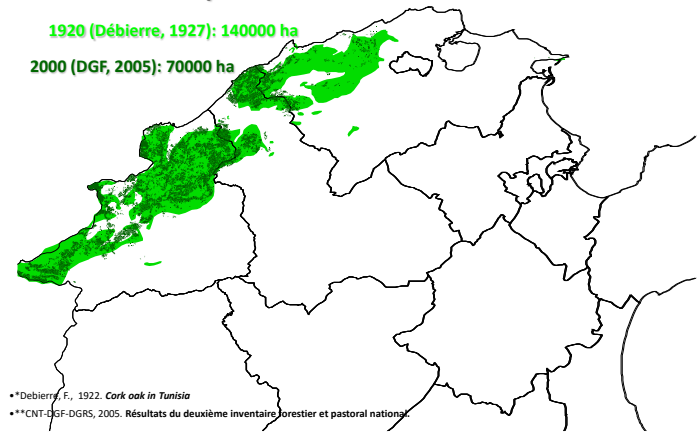 1920 (Débierre, 1927): 140000 ha
2000 (DGF, 2005): 70000 ha
•*Debierre, F., 1922. Cork oak in Tunisia
•**CNT-DGF-DGRS, 2005. Résultats du deuxième inventaire forestier et pastoral national.